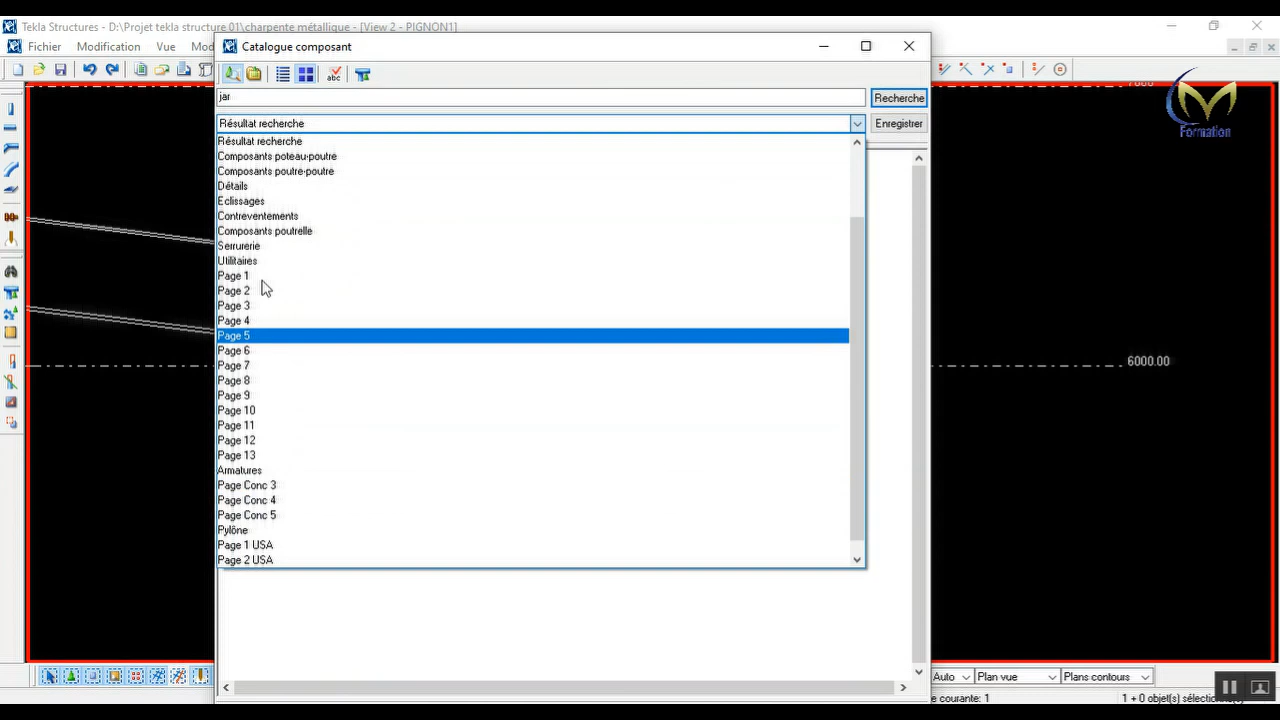 Tekla Structures - D:\Projet tekla structure 01\charpente métallique - [View 2 - PIGNON1]
Fichier Modification Vue
Catalogue composant
jar
Recherche
Résultat recherche
Enregistrer
Résultat recherche
Composants poteau-poutre
Composants poutre-poutre
Détails
Eclissages
Contreventements
Composants poutrelle
Serrurerie
Utilitaires
Page 1
Page 2
Page 3
Page 4
Page 5
Page 6
Page 7
Page 8
Page 9
Page 10
Page 11
Page 12
Page 13
Armatures
Page Conc 3
Page Conc 4
Page Conc 5
Pylône
Page 1 USA
Page 2 USA
Formation
6000.00
Auto Plan vue Plans contours
e courante: 1 1 + 0 objet(s) sélectionné